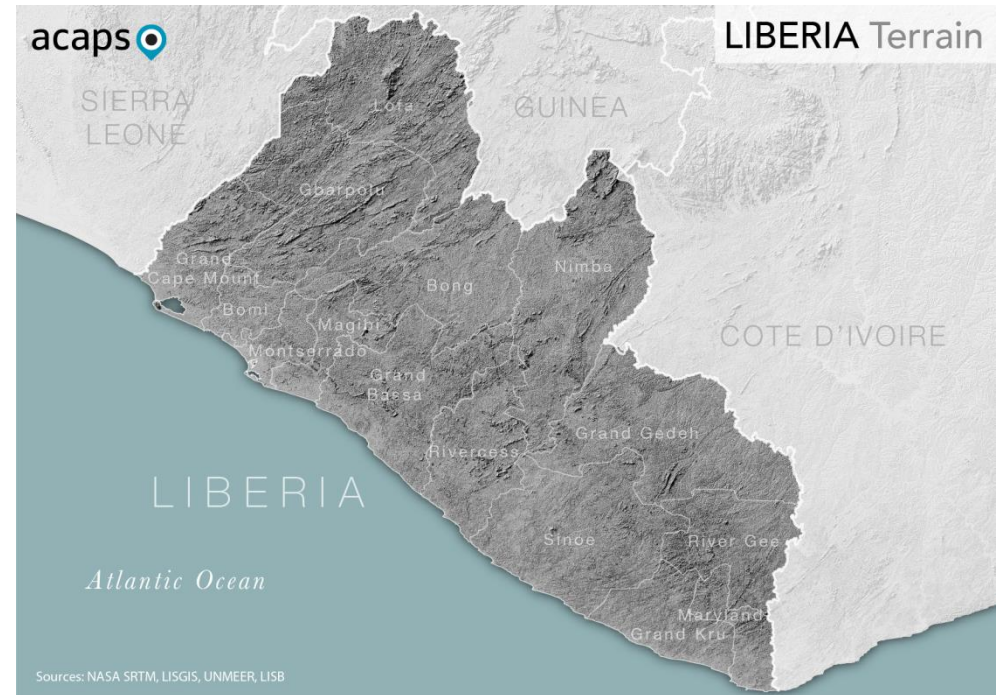 acaps
LIBERIA Terrain
SIERRA
LEONE
GUINEA
Lofa
Gbarpolu
Grand
Cape Mount
Bomi
Bong
Nimba
Magibi
Montserrado
Grand
Bassa
COTE D'IVOIRE
Grand Gedeh
Rivercess
LIBERIA
Sinoe
River Gee
Atlantic Ocean
Maryland
Grand Kru
Sources: NASA SRTM, LISGIS, UNMEER, LISB